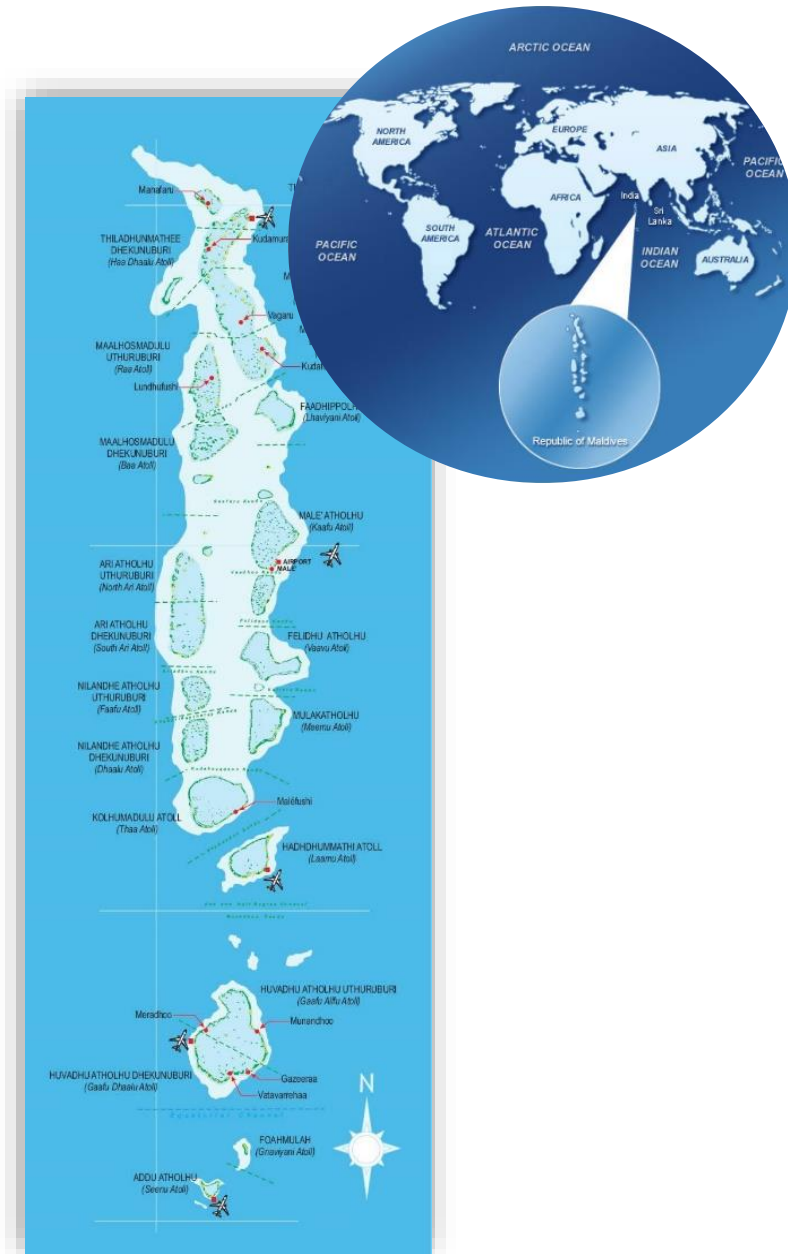 ARCTIC OCEAN
NORTH
AMERICA
EUROPE
ASIA
PACIFIC
OCEAN
AFRICA
India
Sri
Lanka
SOUTH
AMERICA
ATLANTIC
OCEAN
PACIFIC
OCEAN
INDIAN
OCEAN
AUSTRALIA
Republic of Maldives
Manafaru
THILADHUNMATHEE
DHEKUNUBURI
(Haa Dhaalu Atoll)
Vagaru
MAALHOSMADULU
UTHURUBURI
(Raa Atoll)
Lundhufushi
(Lhaviyani Atoll)
MAALHOSMADULU
DHEKUNUBURI
(Baa Atoll)
MALE' ATHOLHU
(Kaafu Atoll)
AIRPORT
MALE'
ARI ATHOLHU
UTHURUBURI
(North Ari Atoll)
ARI ATHOLHU
DHEKUNUBURI
(South Ari Atoll)
FELIDHU ATHOLHU
(Vaavu Atoll)
NILANDHE ATHOLHU
UTHURUBURI
(Faafu Atoll)
MULAKATHOLHU
(Meemu Atoll)
NILANDHE ATHOLHU
DHEKUNUBURI
(Dhaalu Atoll)
Maléfushi
KOLHUMADULU ATOLL
(Thaa Atoll)
HADHDHUMMATHI ATOLL
(Laamu Atoll)
HUVADHU ATHOLHU UTHURUBURI
(Gaafu Alifu Atoll)
Meradhoo
Munandhoo
HUVADHU ATHOLHU DHEKUNUBURI
(Gaafu Dhaalu Atoll)
Gazeeraa
Vatavarrehaa
N
FOAHMULAH
(Gnaviyani Atoll)
ADDU ATHOLHU
(Seenu Atoll)